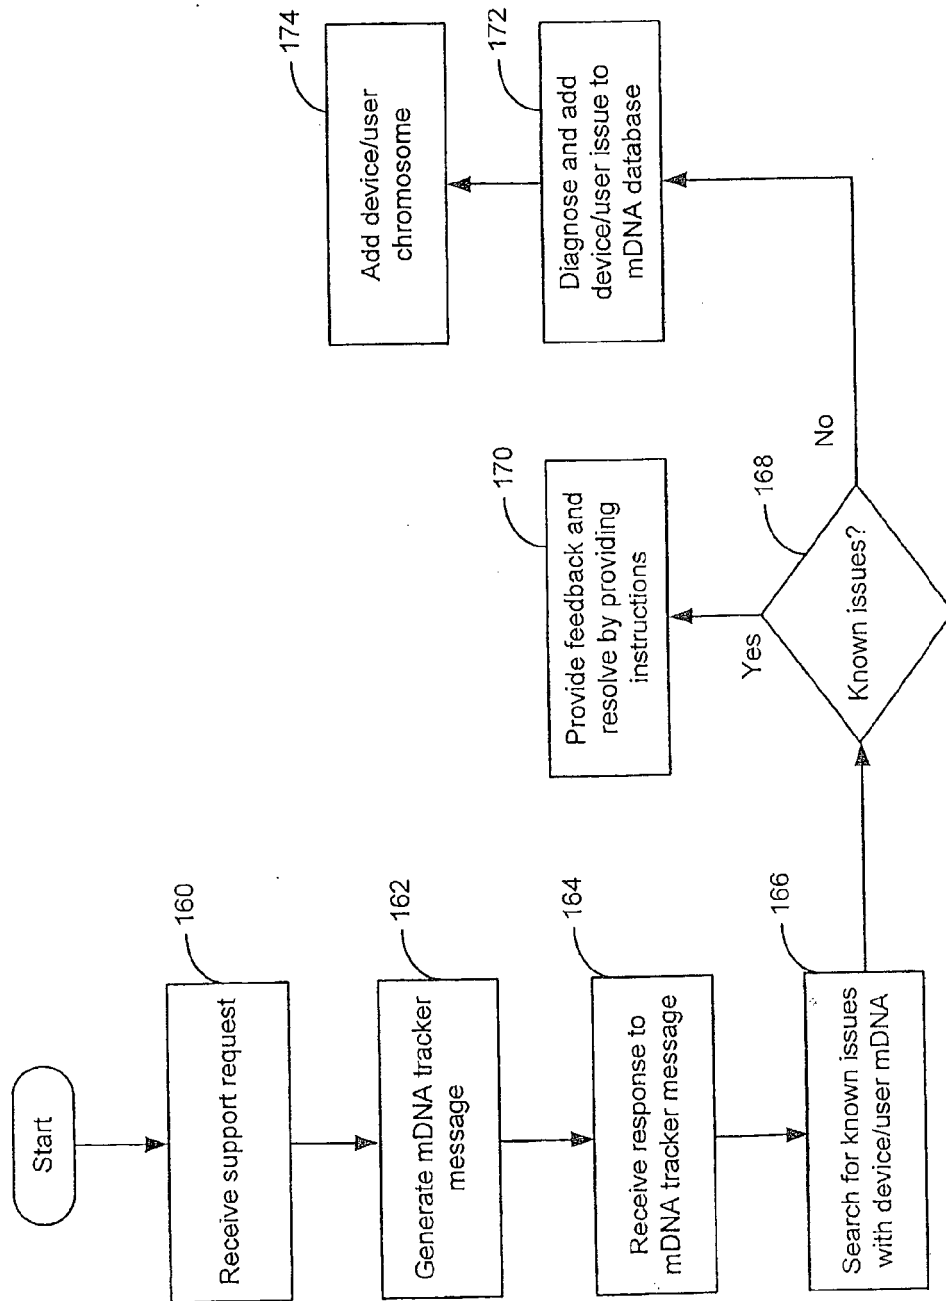 Start
160
Receive support request
162
Generate mDNA tracker
message
164
Receive response to
mDNA tracker message
166
Search for known issues
with device/user mDNA
168
Known issues?
Yes
No
170
Provide feedback and
resolve by providing
instructions
172
Diagnose and add
device/user issue to
mDNA database
174
Add device/user
chromosome